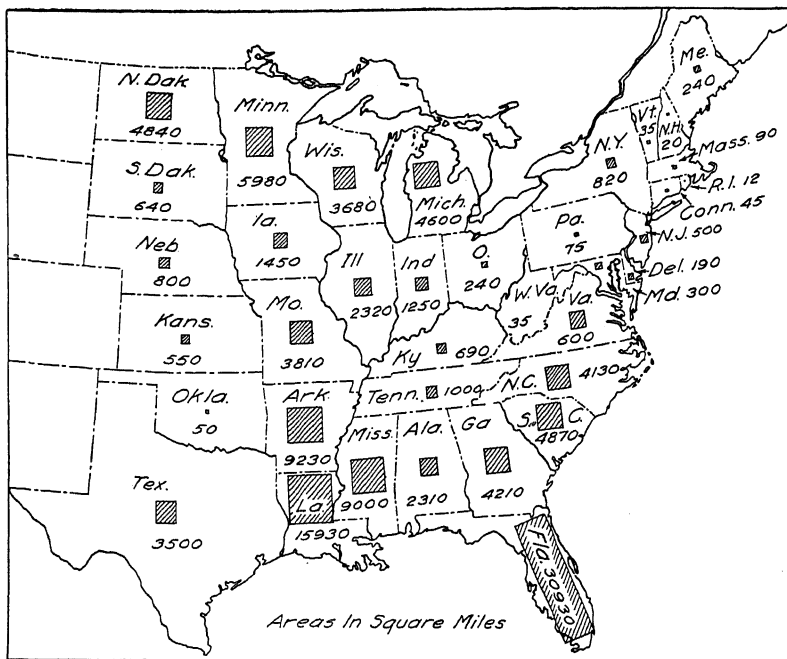 N. Dak
4840
Minn.
5980
S. Dak.
640
Wis.
3680
Mich.
4600
Me.
240
Vt.
35
N.H.
20
Mass. 90
R.I. 12
Conn. 45
N.Y.
820
N.J. 500
Pa.
75
Del. 190
Md. 300
Neb
800
Ia.
1450
Ill
2320
Ind
1250
O.
240
W. Va.
35
Va.
600
Kans.
550
Mo.
3810
Ky 690
Okla.
50
Ark.
9230
Tenn. 1000
N.C. 4130
S. C.
4870
Miss.
9000
Ala.
2310
Ga
4210
Tex.
3500
La
15930
Fla. 30930
Areas In Square Miles